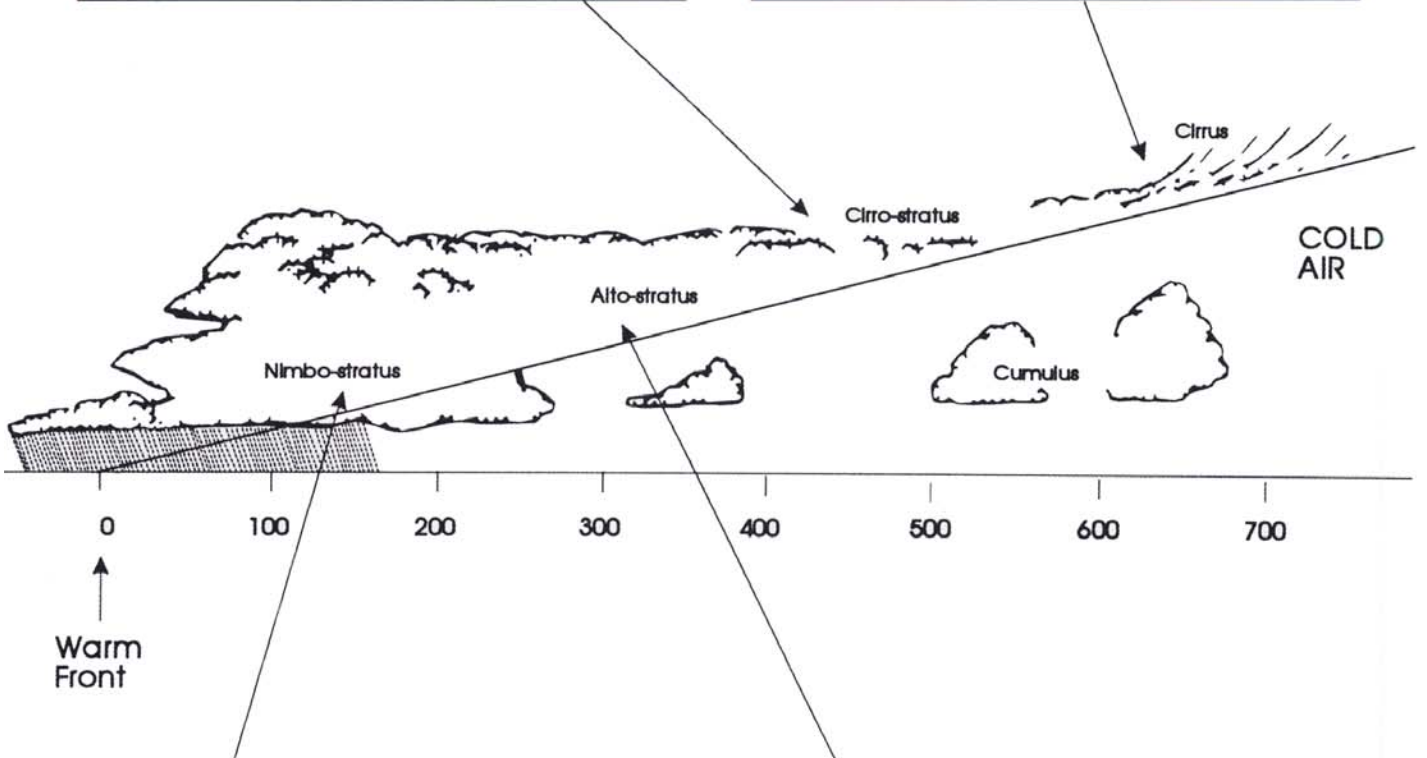 Cirrus
Cirro-stratus
COLD
AIR
Alto-stratus
Nimbo-stratus
Cumulus
0 100 200 300 400 500 600 700
Warm
Front